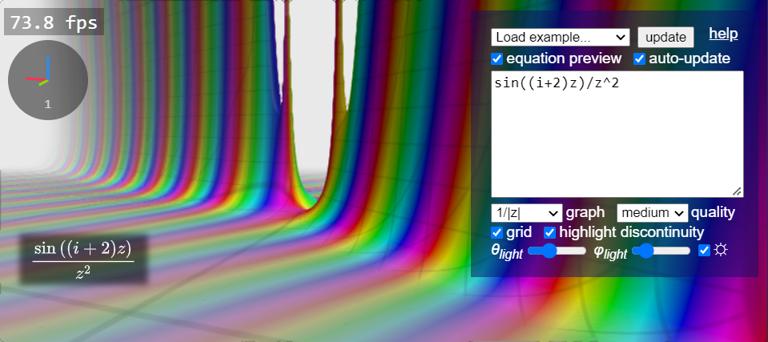 73.8 fps
1
Load example... update help
equation preview auto-update
sin((i+2)z)/z^2
1/|z| graph medium quality
grid highlight discontinuity
θlight φlight
sin ((i + 2)z)
z²